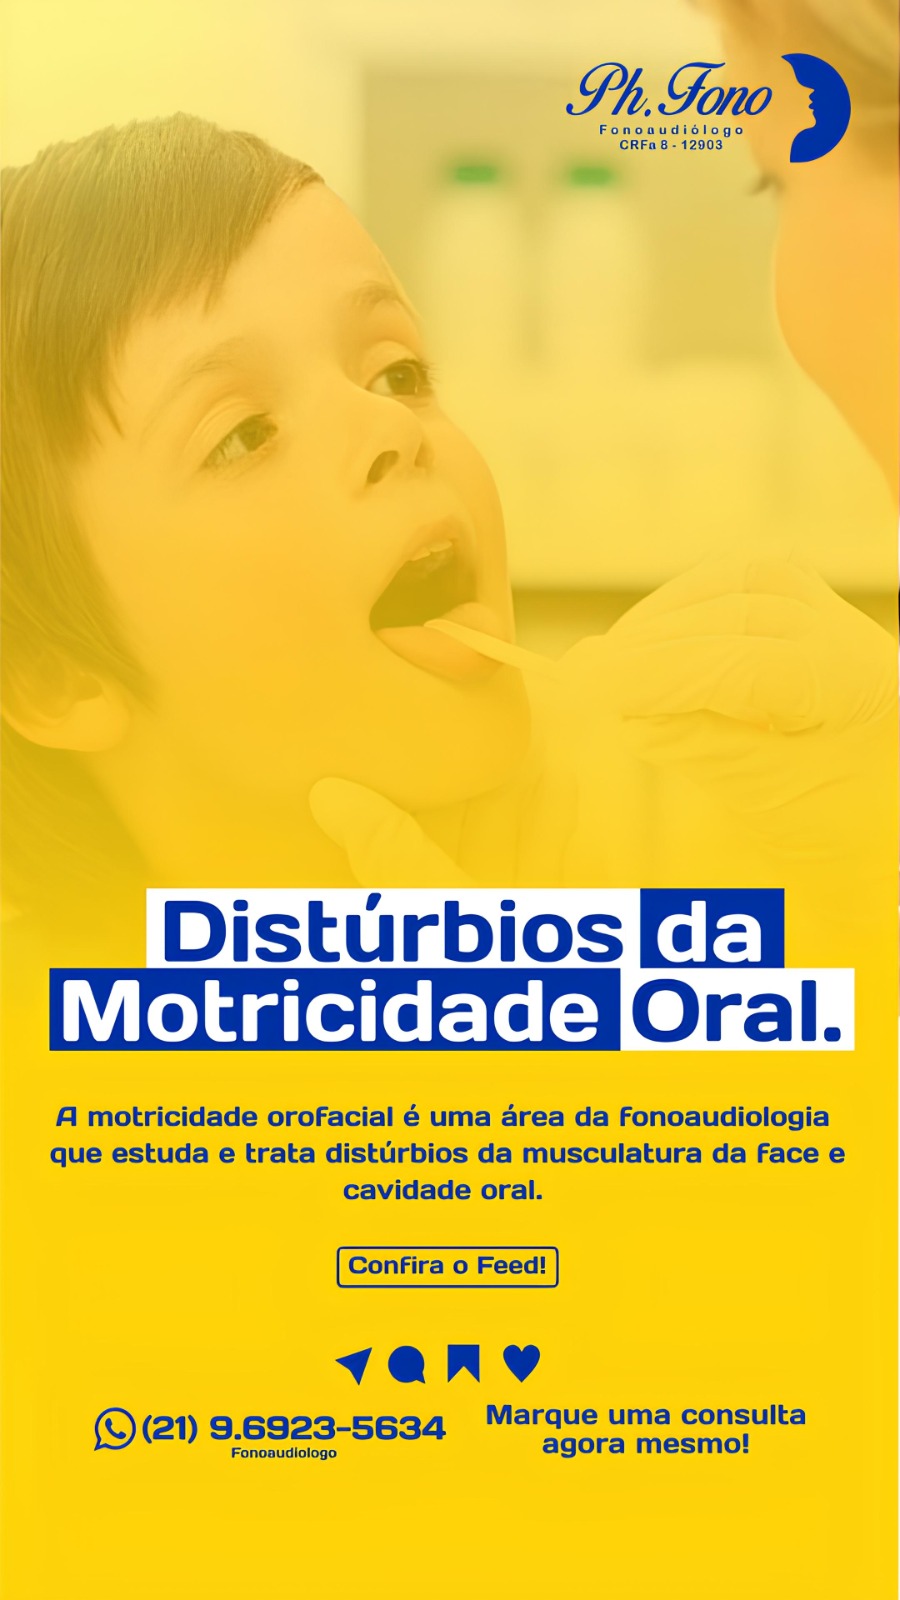 Ph. Fono
Fonoaudiólogo
CRFa 8 - 12903
Distúrbios da
Motricidade Oral.
A motricidade orofacial é uma área da fonoaudiologia
que estuda e trata distúrbios da musculatura da face e
cavidade oral.
Confira o Feed!
(21) 9.6923-5634
Fonoaudiologo
Marque uma consulta
agora mesmo!